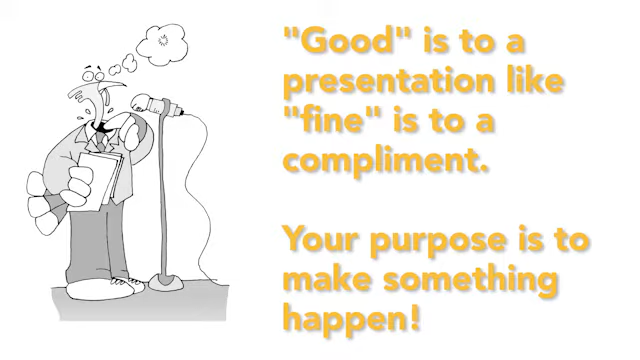 "Good" is to a
presentation like
"fine" is to a
compliment.
Your purpose is to
make something
happen!